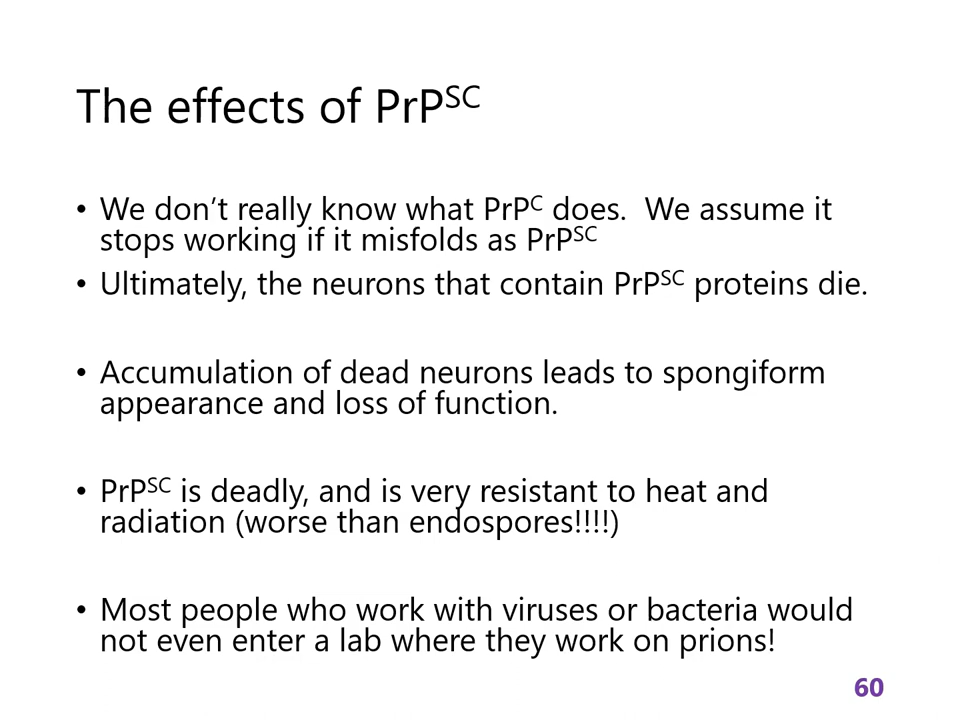 The effects of PrPSC
• We don’t really know what PrPC does.  We assume it
stops working if it misfolds as PrPSC
• Ultimately, the neurons that contain PrPSC proteins die.
• Accumulation of dead neurons leads to spongiform
appearance and loss of function.
• PrPSC is deadly, and is very resistant to heat and
radiation (worse than endospores!!!!)
• Most people who work with viruses or bacteria would
not even enter a lab where they work on prions!
60